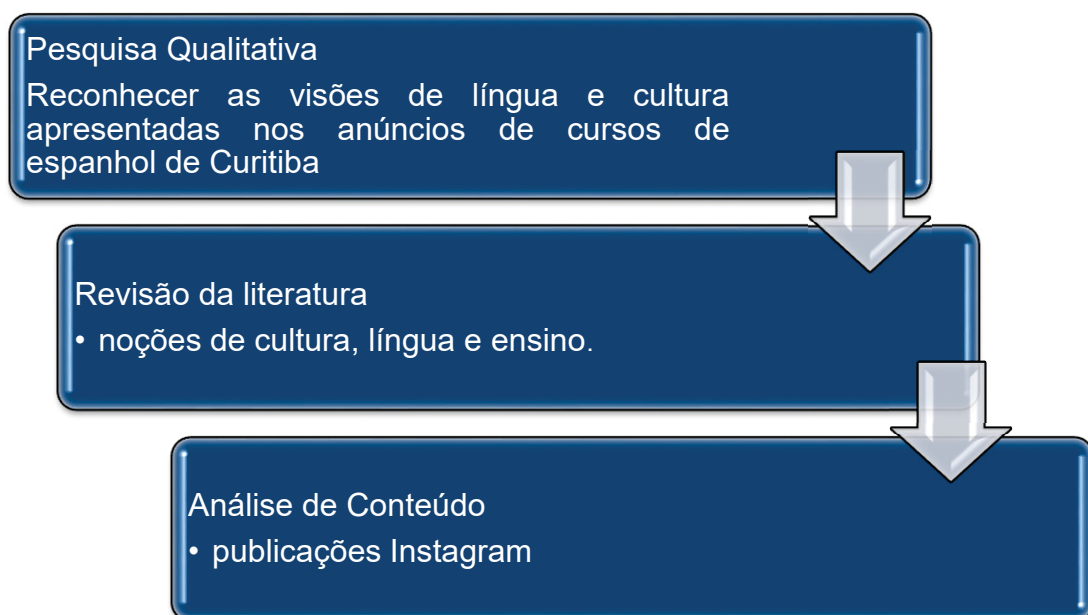 Pesquisa Qualitativa
Reconhecer as visões de língua e cultura
apresentadas nos anúncios de cursos de
espanhol de Curitiba
Revisão da literatura
• noções de cultura, língua e ensino.
Análise de Conteúdo
• publicações Instagram